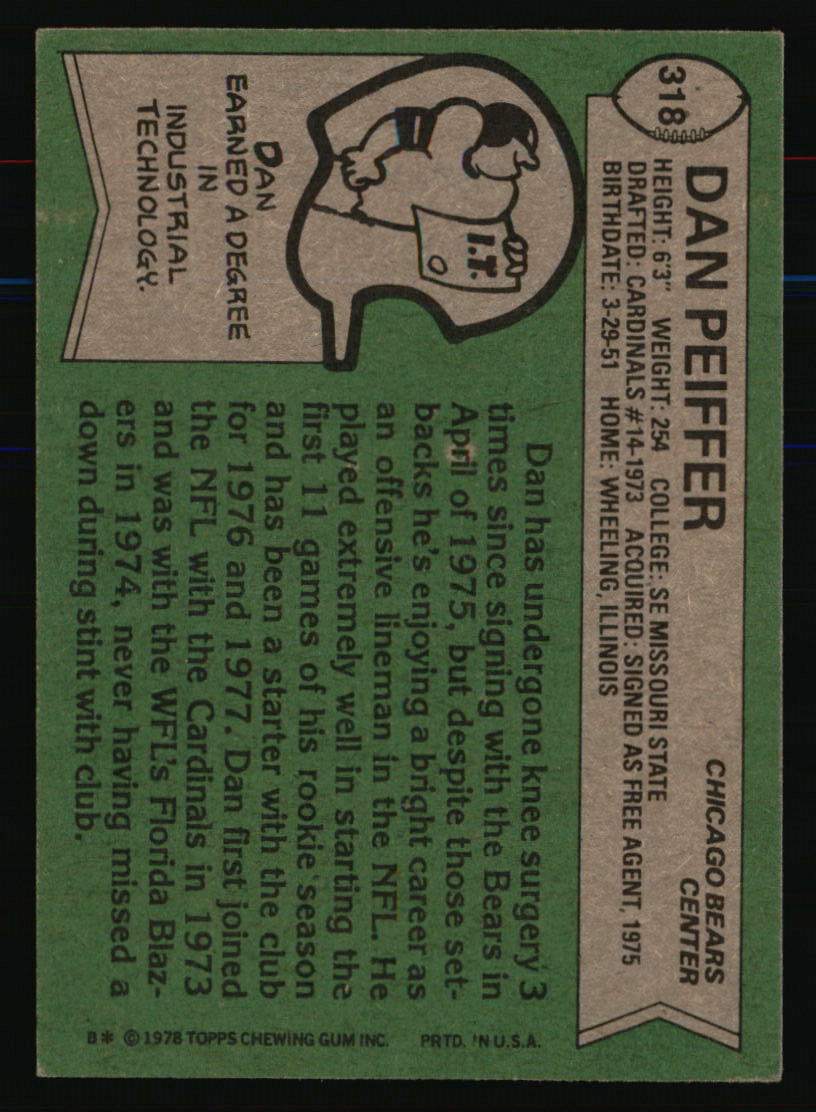 318
DAN PEIFFER
CHICAGO BEARS
CENTER
HEIGHT: 6'3" WEIGHT: 254 COLLEGE: SE MISSOURI STATE
DRAFTED: CARDINALS #14-1973 ACQUIRED: SIGNED AS FREE AGENT, 1975
BIRTHDATE: 3-29-51 HOME: WHEELING, ILLINOIS
I.T.
DAN
EARNED A DEGREE
IN
INDUSTRIAL
TECHNOLOGY.
Dan has undergone knee surgery 3
times since signing with the Bears in
April of 1975, but despite those set-
backs he's enjoying a bright career as
an offensive lineman in the NFL. He
played extremely well in starting the
first 11 games of his rookie season
and has been a starter with the club
for 1976 and 1977. Dan first joined
the NFL with the Cardinals in 1973
and was with the WFL's Florida Blaz-
ers in 1974, never having missed a
down during stint with club.
B* © 1978 TOPPS CHEWING GUM INC. PRTD. IN U.S.A.